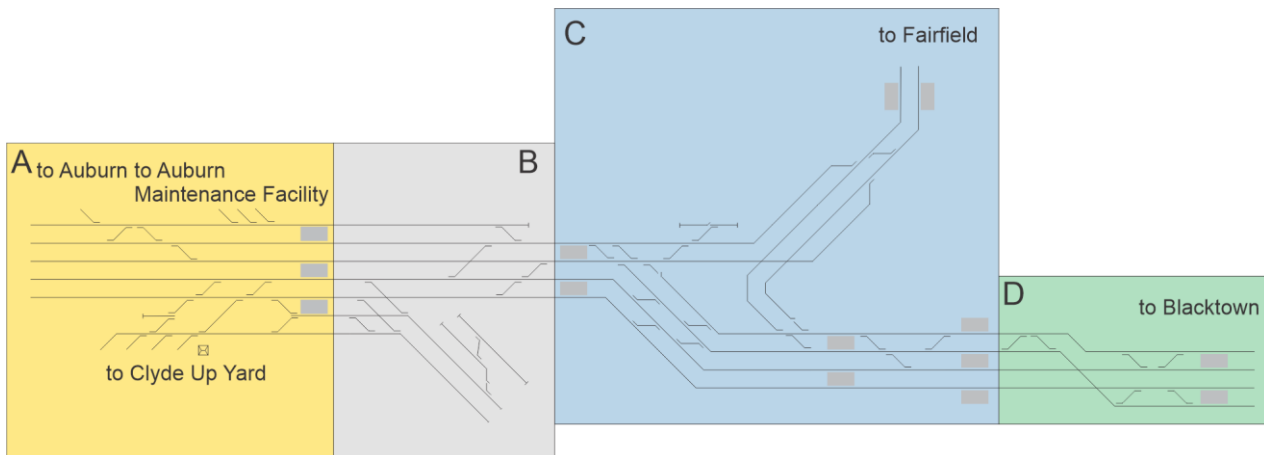 A
to Auburn to Auburn
Maintenance Facility
to Clyde Up Yard
B
C
to Fairfield
D
to Blacktown